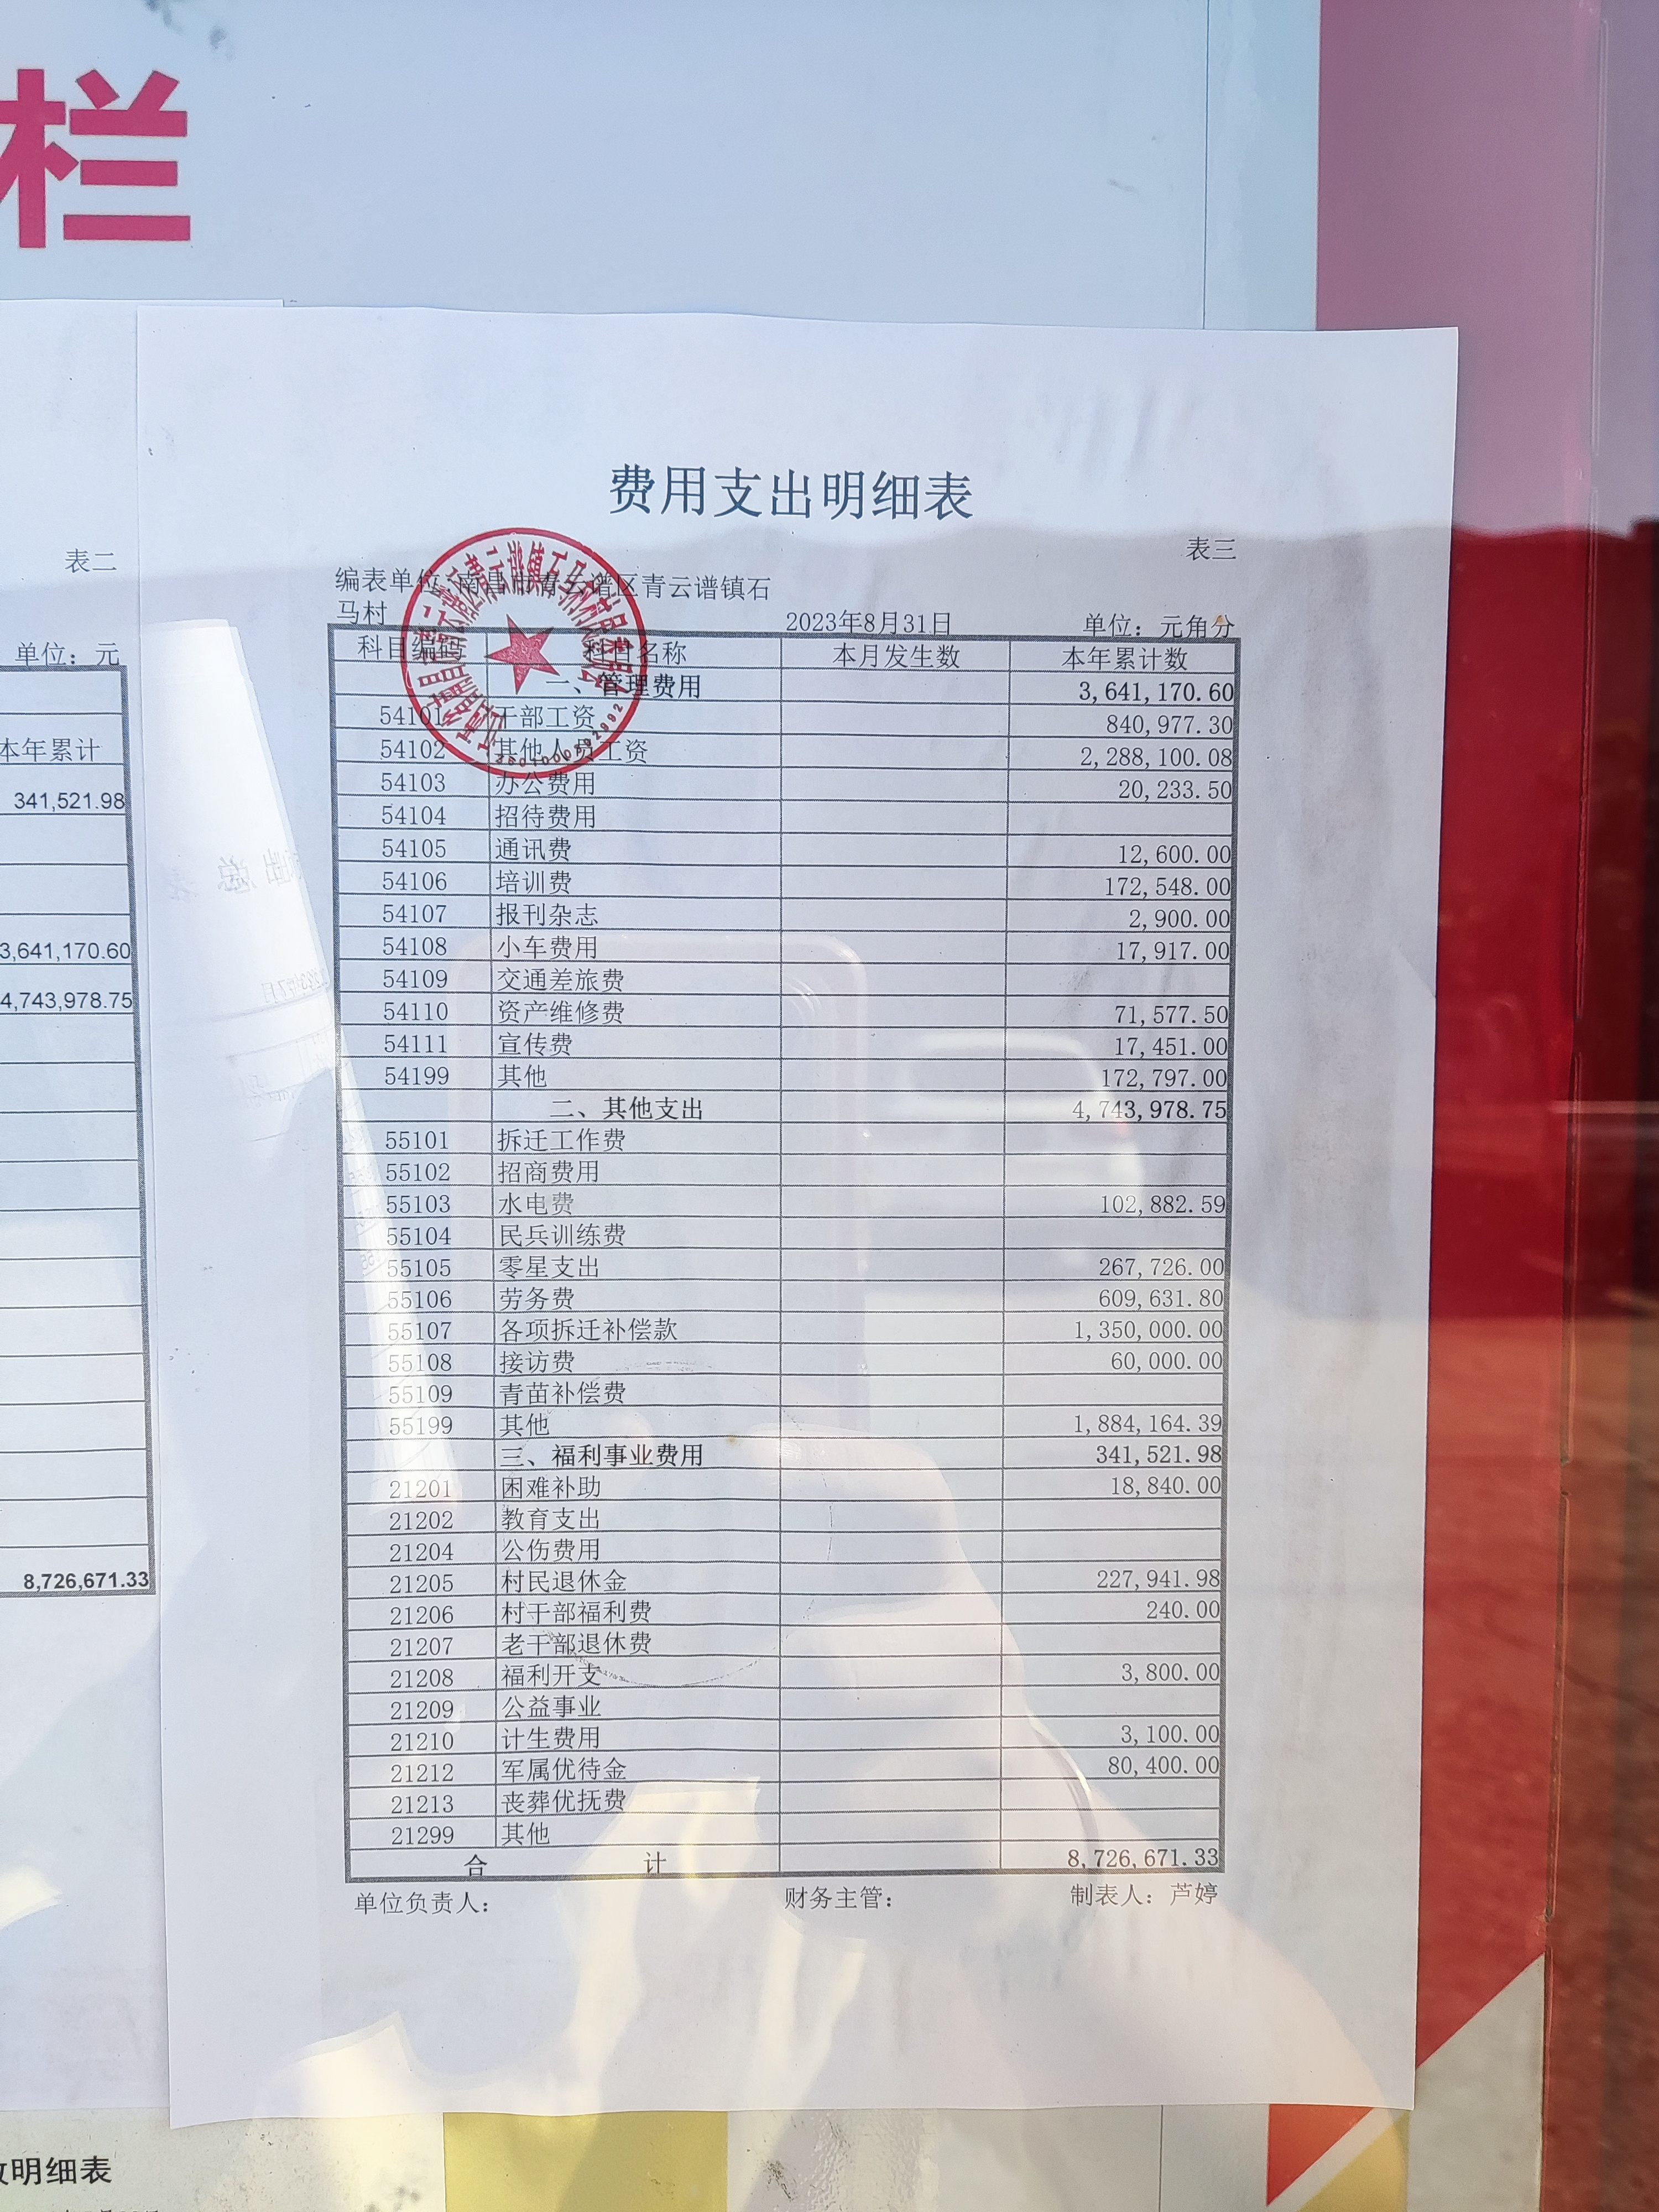 栏
表二
单位：元
本年累计
341,521.98
3,641,170.60
4,743,978.75
8,726,671.33
明细表
费用支出明细表
表三
编表单位:南昌市青云谱区青云谱镇石
马村 2023年8月31日 单位：元角分
科目编码 科目名称 本月发生数 本年累计数
一、管理费用 3,641,170.60
54101 干部工资 840,977.30
54102 其他人员工资 2,288,100.08
54103 办公费用 20,233.50
54104 招待费用
54105 通讯费 12,600.00
54106 培训费 172,548.00
54107 报刊杂志 2,900.00
54108 小车费用 17,917.00
54109 交通差旅费
54110 资产维修费 71,577.50
54111 宣传费 17,451.00
54199 其他 172,797.00
二、其他支出 4,743,978.75
55101 拆迁工作费
55102 招商费用
55103 水电费 102,882.59
55104 民兵训练费
55105 零星支出 267,726.00
55106 劳务费 609,631.80
55107 各项拆迁补偿款 1,350,000.00
55108 接访费 60,000.00
55109 青苗补偿费
55199 其他 1,884,164.39
三、福利事业费用 341,521.98
21201 困难补助 18,840.00
21202 教育支出
21204 公伤费用
21205 村民退休金 227,941.98
21206 村干部福利费 240.00
21207 老干部退休费
21208 福利开支 3,800.00
21209 公益事业
21210 计生费用 3,100.00
21212 军属优待金 80,400.00
21213 丧葬优抚费
21299 其他
合 计 8,726,671.33
单位负责人： 财务主管： 制表人：芦婷